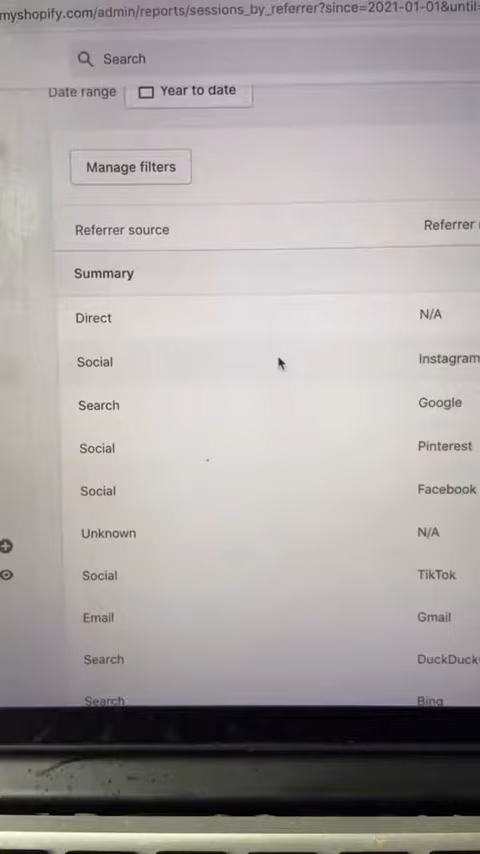 myshopify.com/admin/reports/sessions_by_referrer?since=2021-01-01&until=
Search
Date range Year to date
Manage filters
Referrer source Referrer
Summary
Direct N/A
Social Instagram
Search Google
Social Pinterest
Social Facebook
Unknown N/A
Social TikTok
Email Gmail
Search DuckDuck
Search Bing